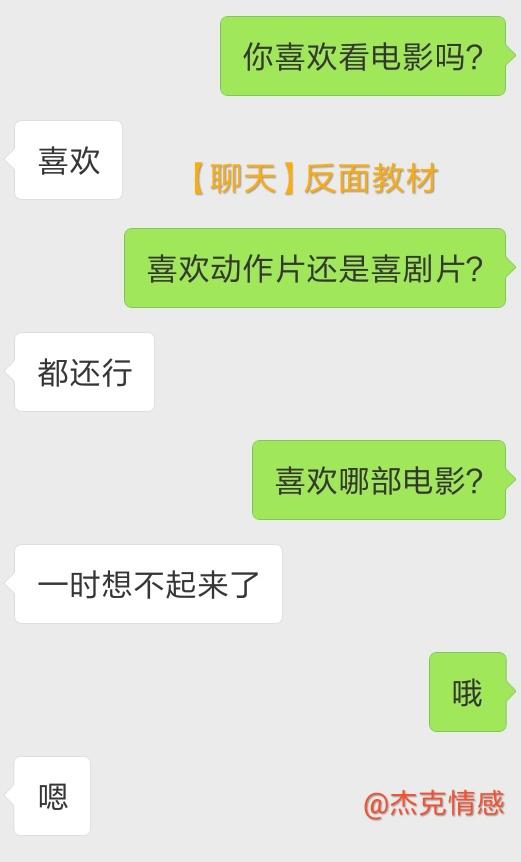 你喜欢看电影吗?
喜欢
【聊天】反面教材
喜欢动作片还是喜剧片?
都还行
喜欢哪部电影?
一时想不起来了
哦
嗯
@杰克情感